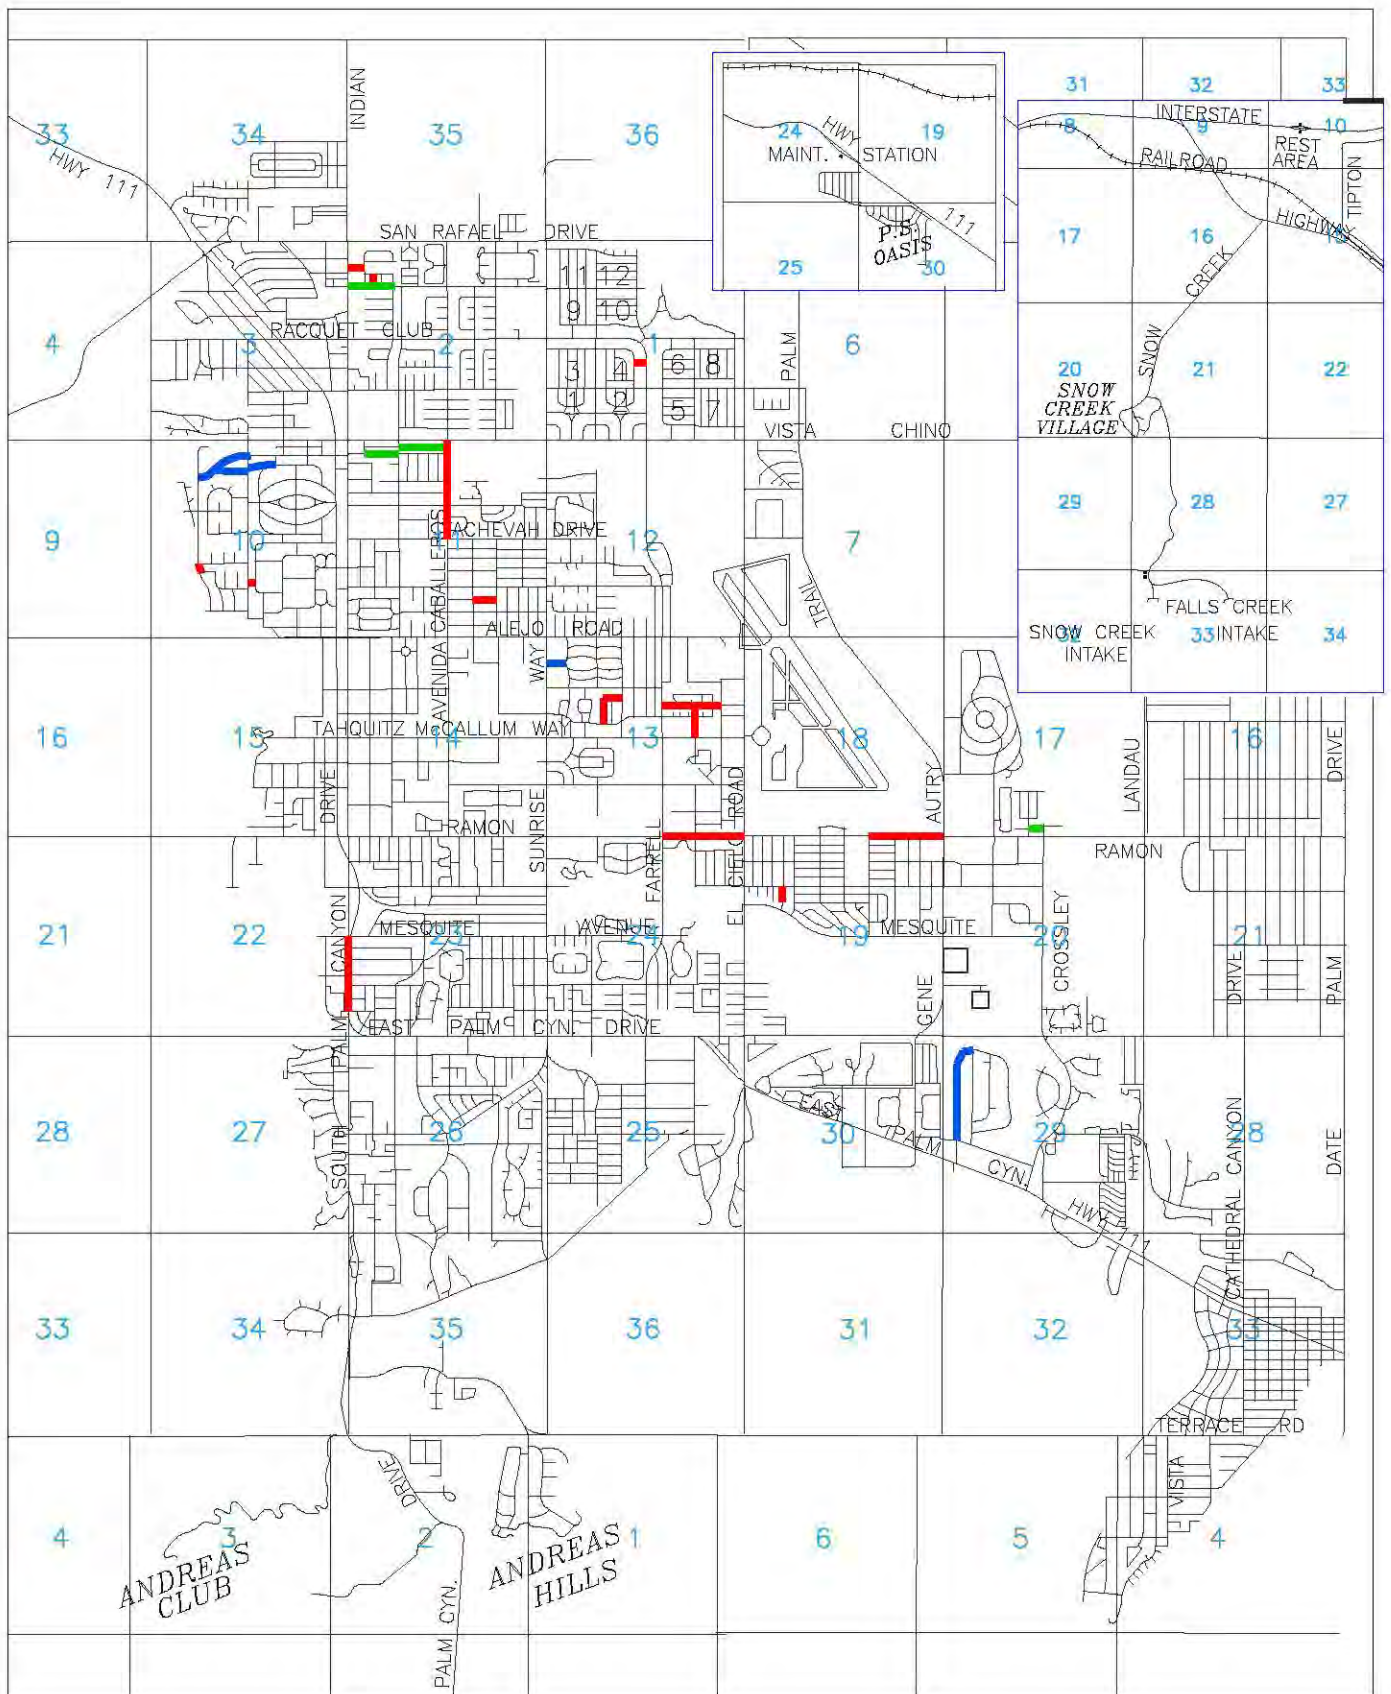 31 32 33
INTERSTATE
8 9 10
REST
AREA
RAILROAD
TIPTON
HIGHWAY
17 16 15
CREEK
SNOW
20 21 22
SNOW
CREEK
VILLAGE
29 28 27
FALLS CREEK
INTAKE
SNOW CREEK
INTAKE
32 33 34
24 19
HWY
MAINT. STATION
111
P.S.
OASIS
25 30
33 34 35 36
HWY 111
INDIAN
SAN RAFAEL DRIVE
11 12
9 10
RACQUET CLUB
4 3 2 1 6
3 4 6 8
1 2 5 7
PALM
VISTA CHINO
9 10 11 12 7
TACHEVAH DRIVE
AVENIDA CABALLEROS
TRAIL
ALEJO ROAD
WAY
16 15 14 13 18 17 16
TAHQUITZ McCALLUM WAY
DRIVE
SUNRISE
ROAD
AUTRY
LANDAU
DRIVE
RAMON
RAMON
FARRELL
EL CIELO
21 22 23 24 19 20 21
MESQUITE AVENUE
MESQUITE
CANYON
GENE
CROSSLEY
DRIVE
PALM
EAST PALM CYN. DRIVE
PALM
SOUTH
28 27 26 25 30 29 28
EAST
PALM
CYN.
HWY 111
CATHEDRAL CANYON
DATE
33 34 35 36 31 32 33
TERRACE RD
VISTA
DRIVE
4 3 2 1 6 5 4
ANDREAS
CLUB
ANDREAS
HILLS
PALM CYN.